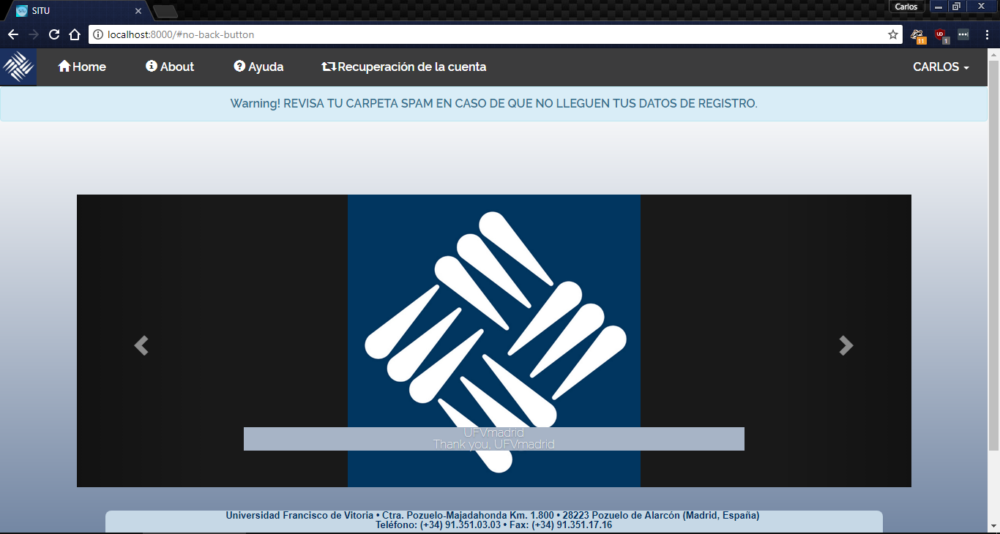 SITU
Carlos
localhost:8000/#no-back-button
11
UD
1
Home
About
Ayuda
Recuperación de la cuenta
CARLOS
Warning! REVISA TU CARPETA SPAM EN CASO DE QUE NO LLEGUEN TUS DATOS DE REGISTRO.
UFVmadrid
Thank you, UFVmadrid
Universidad Francisco de Vitoria • Ctra. Pozuelo-Majadahonda Km. 1.800 • 28223 Pozuelo de Alarcón (Madrid, España)
Teléfono: (+34) 91.351.03.03 • Fax: (+34) 91.351.17.16